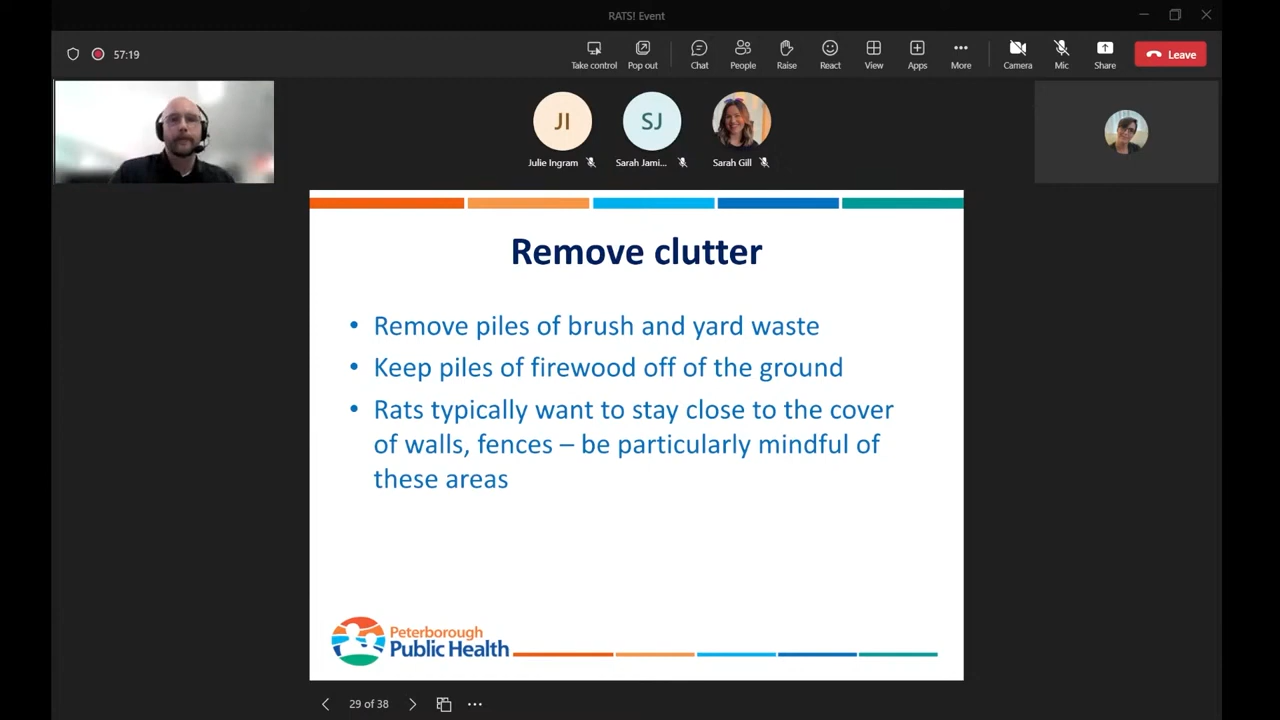 RATS! Event
57:19
Take control
Pop out
Chat
People
Raise
React
View
Apps
More
Camera
Mic
Share
Leave
JI
SJ
Julie Ingram
Sarah Jami...
Sarah Gill
Remove clutter
• Remove piles of brush and yard waste
• Keep piles of firewood off of the ground
• Rats typically want to stay close to the cover
of walls, fences – be particularly mindful of
these areas
Peterborough
Public Health
29 of 38